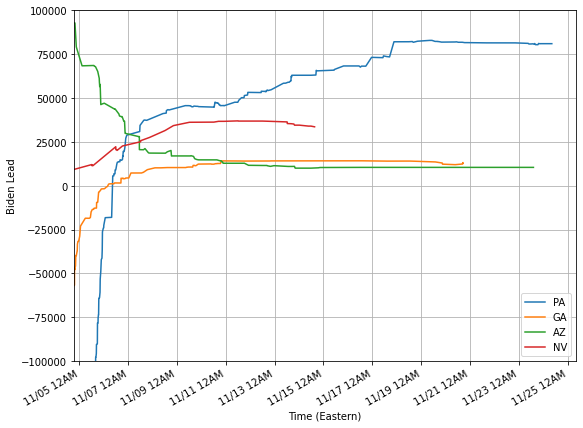 100000
75000
50000
25000
0
−25000
−50000
−75000
−100000
Biden Lead
11/05 12AM
11/07 12AM
11/09 12AM
11/11 12AM
11/13 12AM
11/15 12AM
11/17 12AM
11/19 12AM
11/21 12AM
11/23 12AM
11/25 12AM
Time (Eastern)
PA
GA
AZ
NV